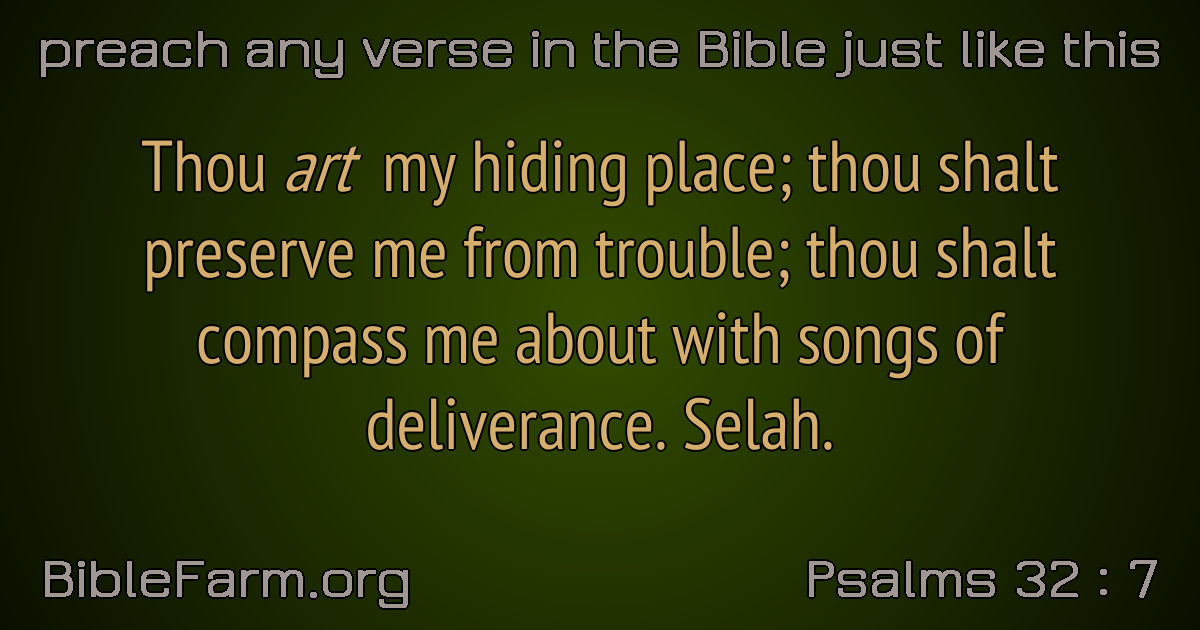 preach any verse in the Bible just like this
Thou art my hiding place; thou shalt
preserve me from trouble; thou shalt
compass me about with songs of
deliverance. Selah.
BibleFarm.org
Psalms 32 : 7